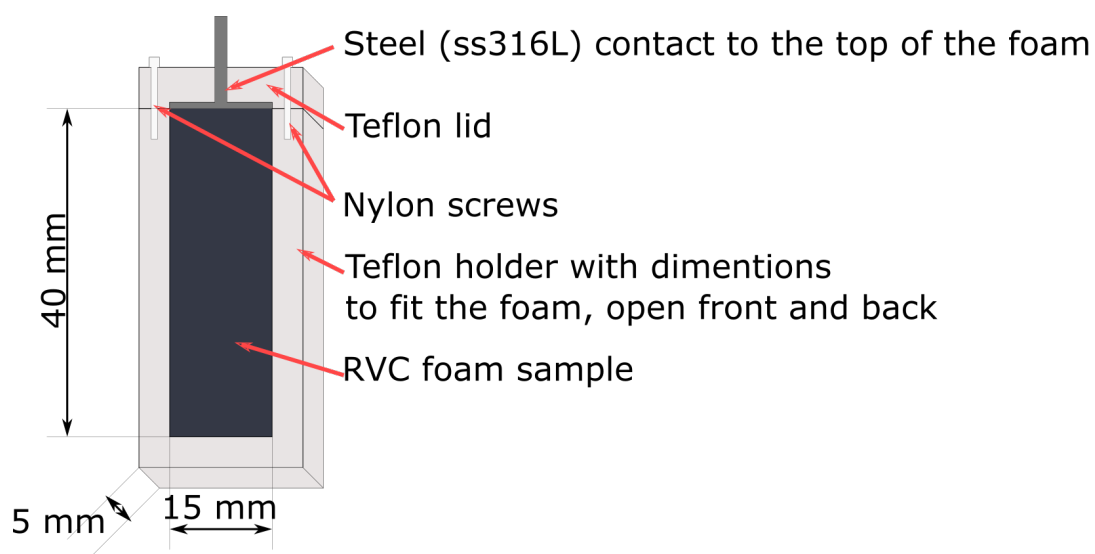 Steel (ss316L) contact to the top of the foam
Teflon lid
Nylon screws
Teflon holder with dimentions
to fit the foam, open front and back
RVC foam sample
40 mm
15 mm
5 mm